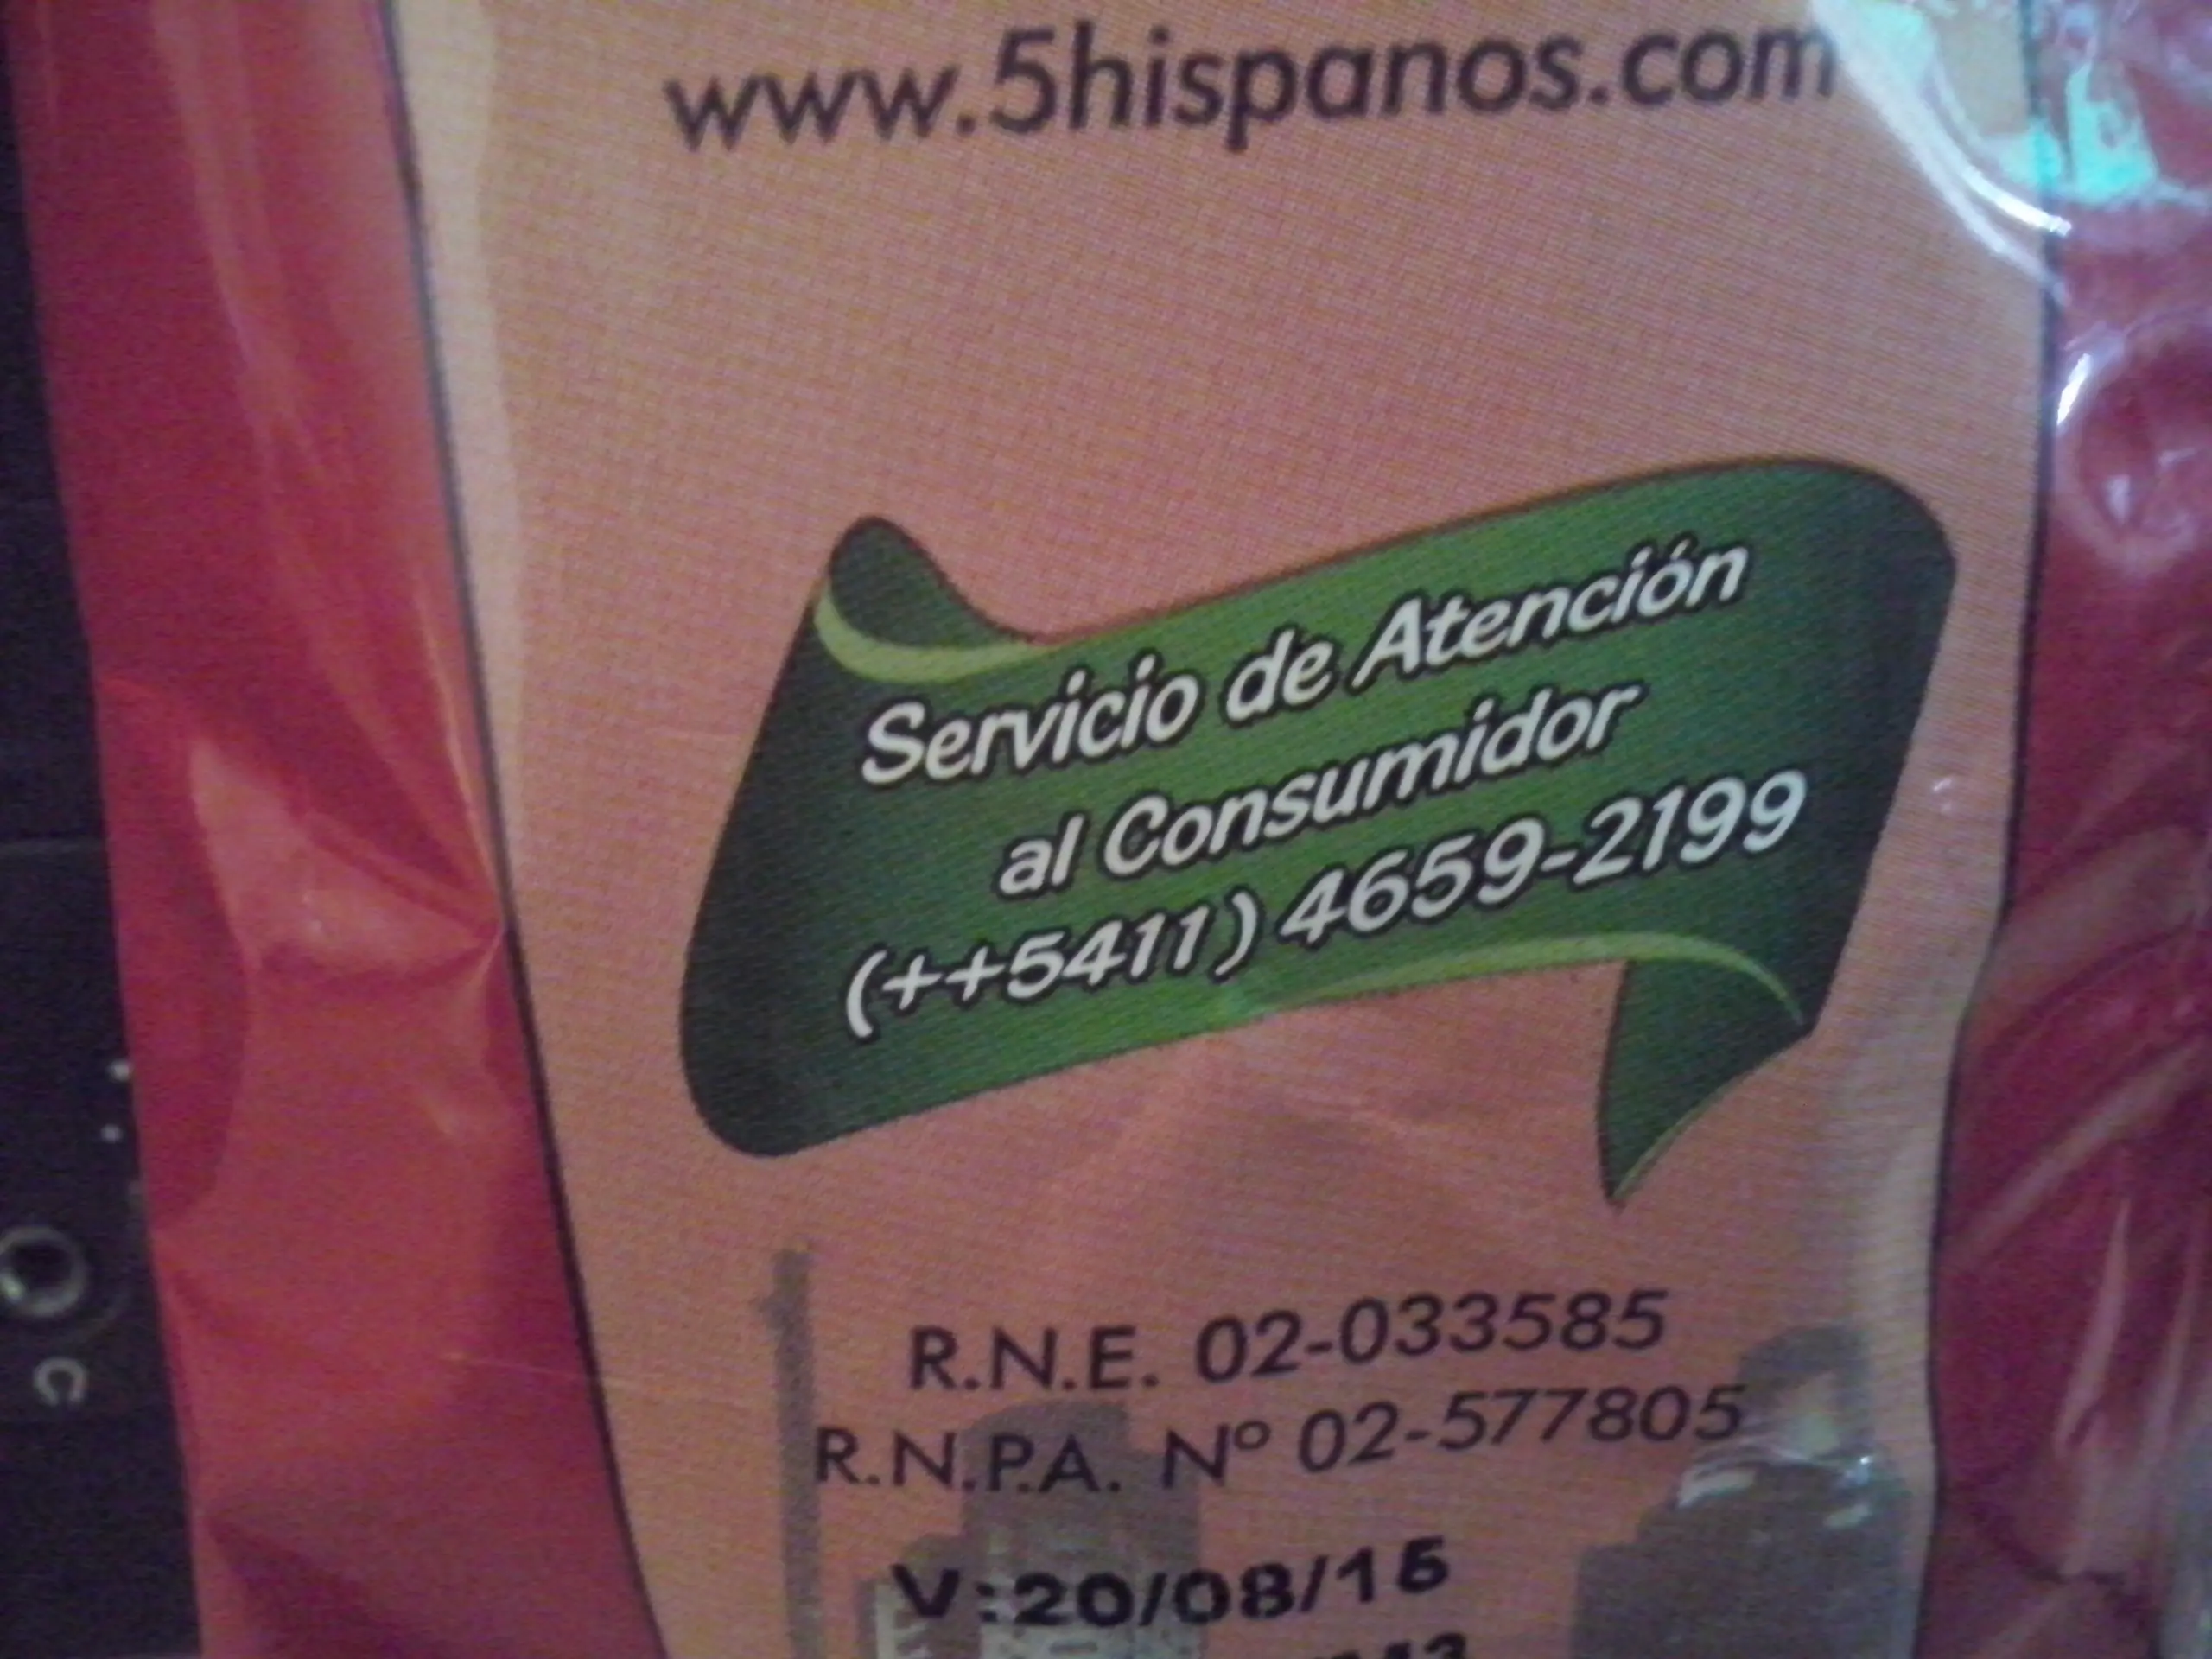 www.5hispanos.com
Servicio de Atención
al Consumidor
(++5411) 4659-2199
R.N.E. 02-033585
R.N.P.A. Nº 02-577805
V:20/08/15
C